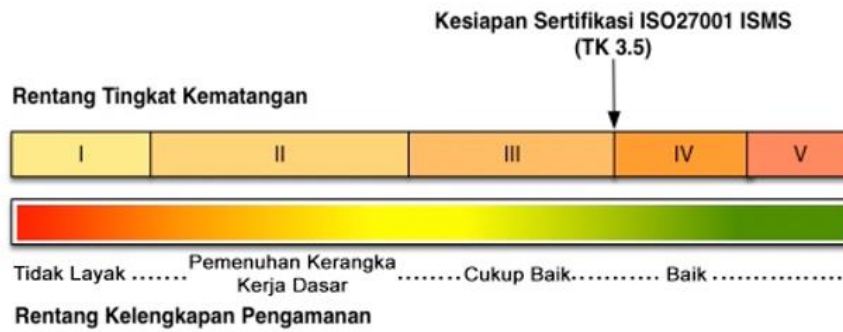 Kesiapan Sertifikasi ISO27001 ISMS
(TK 3.5)
Rentang Tingkat Kematangan
I II III IV V
Tidak Layak ....... Pemenuhan Kerangka Kerja Dasar ........ Cukup Baik.......... Baik ................
Rentang Kelengkapan Pengamanan